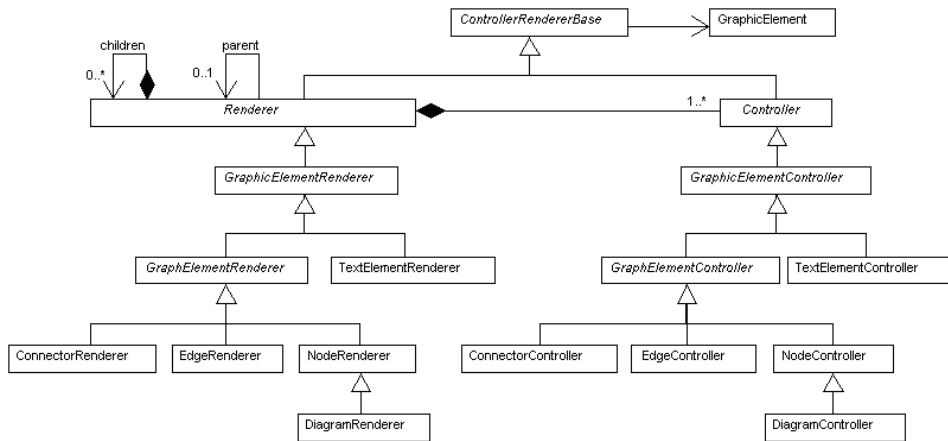 ControllerRendererBase
GraphicElement
children
parent
0..*
0..1
Renderer
1..*
Controller
GraphicElementRenderer
GraphicElementController
GraphElementRenderer
TextElementRenderer
GraphElementController
TextElementController
ConnectorRenderer
EdgeRenderer
NodeRenderer
ConnectorController
EdgeController
NodeController
DiagramRenderer
DiagramController